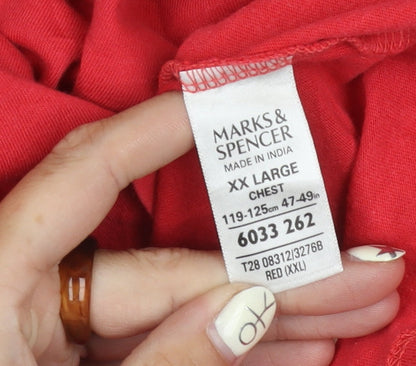 MARKS &
SPENCER
MADE IN INDIA
XX LARGE
CHEST
119-125cm 47-49in
6033 262
T28 08312/3276B
RED (XXL)
OK